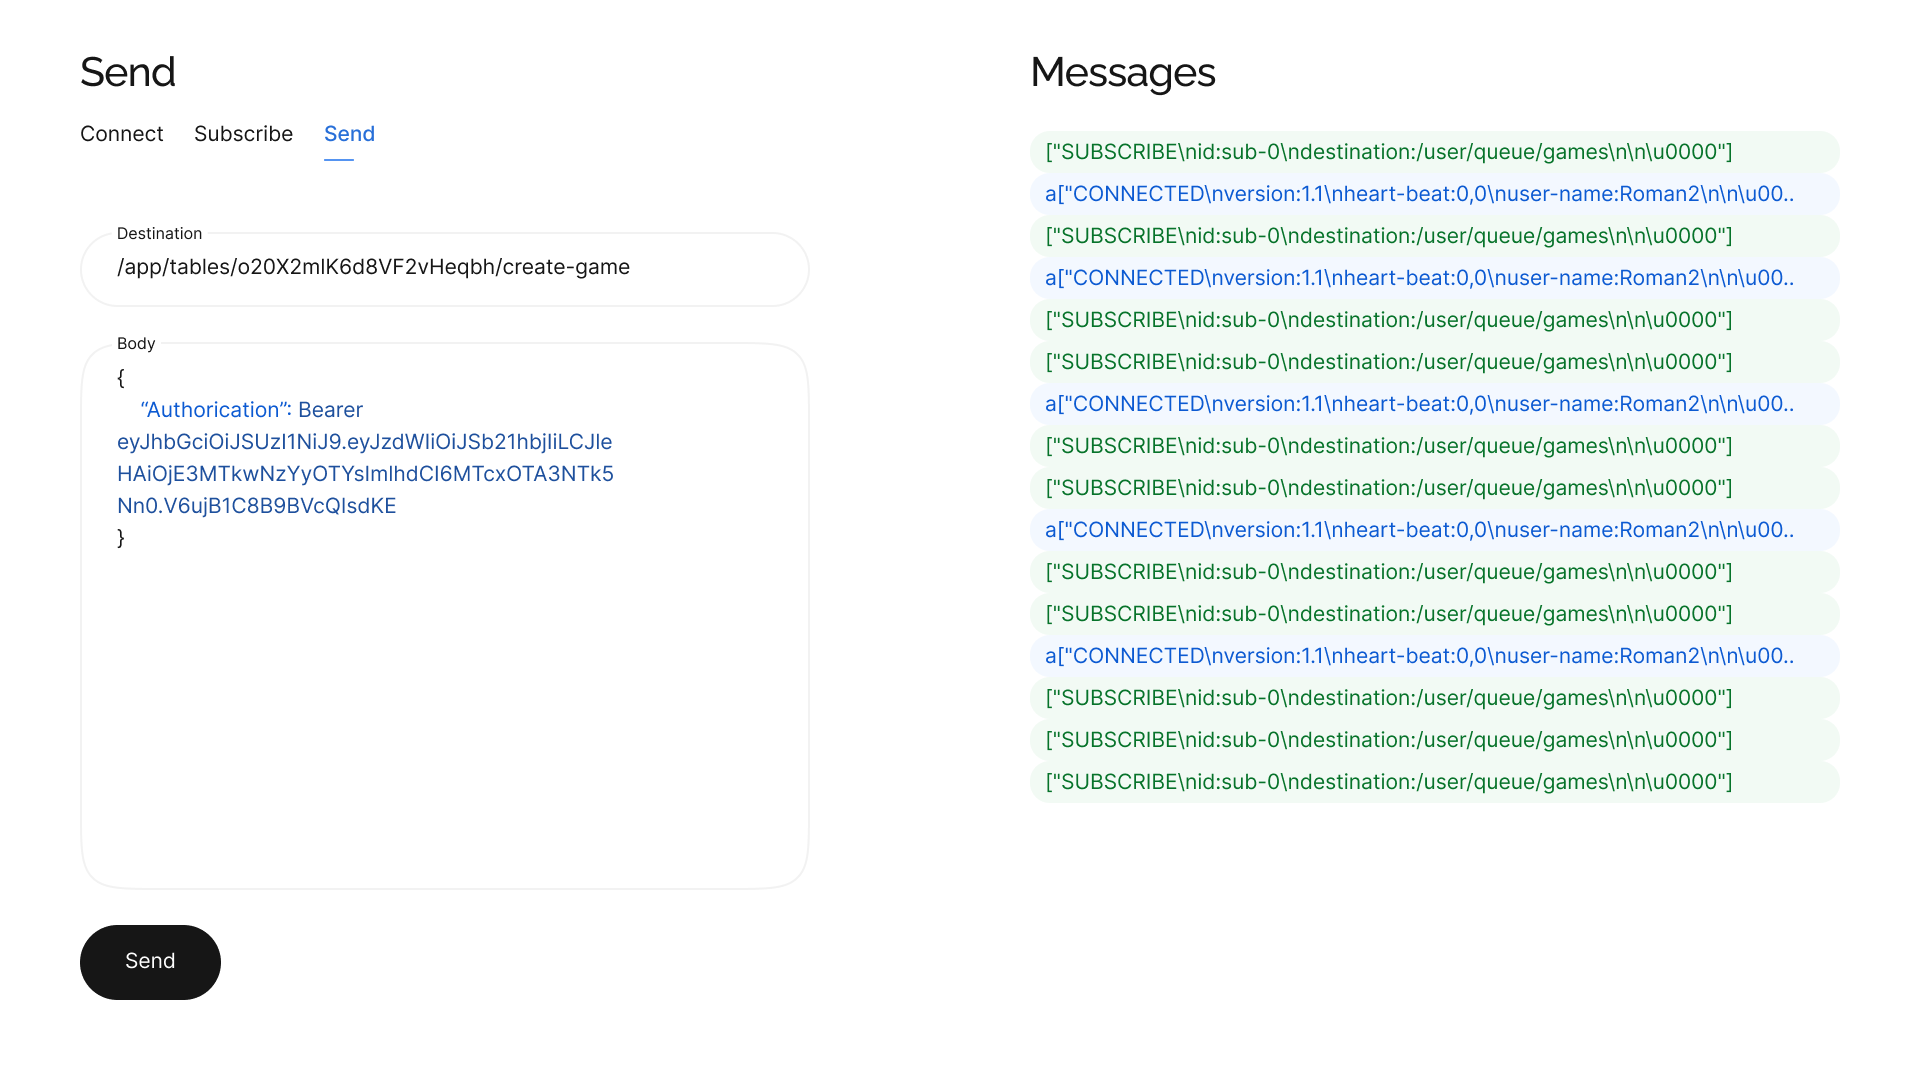 Send
Connect Subscribe Send
Destination
/app/tables/o20X2mlK6d8VF2vHeqbh/create-game
Body
{
“Authorication”: Bearer
eyJhbGciOiJSUzI1NiJ9.eyJzdWIiOiJSb21hbjIiLCJle
HAiOjE3MTkwNzYyOTYsImlhdCI6MTcxOTA3NTk5
Nn0.V6ujB1C8B9BVcQIsdKE
}
Send
Messages
["SUBSCRIBE\nid:sub-0\ndestination:/user/queue/games\n\n\u0000"]
a["CONNECTED\nversion:1.1\nheart-beat:0,0\nuser-name:Roman2\n\n\u00..
["SUBSCRIBE\nid:sub-0\ndestination:/user/queue/games\n\n\u0000"]
a["CONNECTED\nversion:1.1\nheart-beat:0,0\nuser-name:Roman2\n\n\u00..
["SUBSCRIBE\nid:sub-0\ndestination:/user/queue/games\n\n\u0000"]
["SUBSCRIBE\nid:sub-0\ndestination:/user/queue/games\n\n\u0000"]
a["CONNECTED\nversion:1.1\nheart-beat:0,0\nuser-name:Roman2\n\n\u00..
["SUBSCRIBE\nid:sub-0\ndestination:/user/queue/games\n\n\u0000"]
["SUBSCRIBE\nid:sub-0\ndestination:/user/queue/games\n\n\u0000"]
a["CONNECTED\nversion:1.1\nheart-beat:0,0\nuser-name:Roman2\n\n\u00..
["SUBSCRIBE\nid:sub-0\ndestination:/user/queue/games\n\n\u0000"]
["SUBSCRIBE\nid:sub-0\ndestination:/user/queue/games\n\n\u0000"]
a["CONNECTED\nversion:1.1\nheart-beat:0,0\nuser-name:Roman2\n\n\u00..
["SUBSCRIBE\nid:sub-0\ndestination:/user/queue/games\n\n\u0000"]
["SUBSCRIBE\nid:sub-0\ndestination:/user/queue/games\n\n\u0000"]
["SUBSCRIBE\nid:sub-0\ndestination:/user/queue/games\n\n\u0000"]